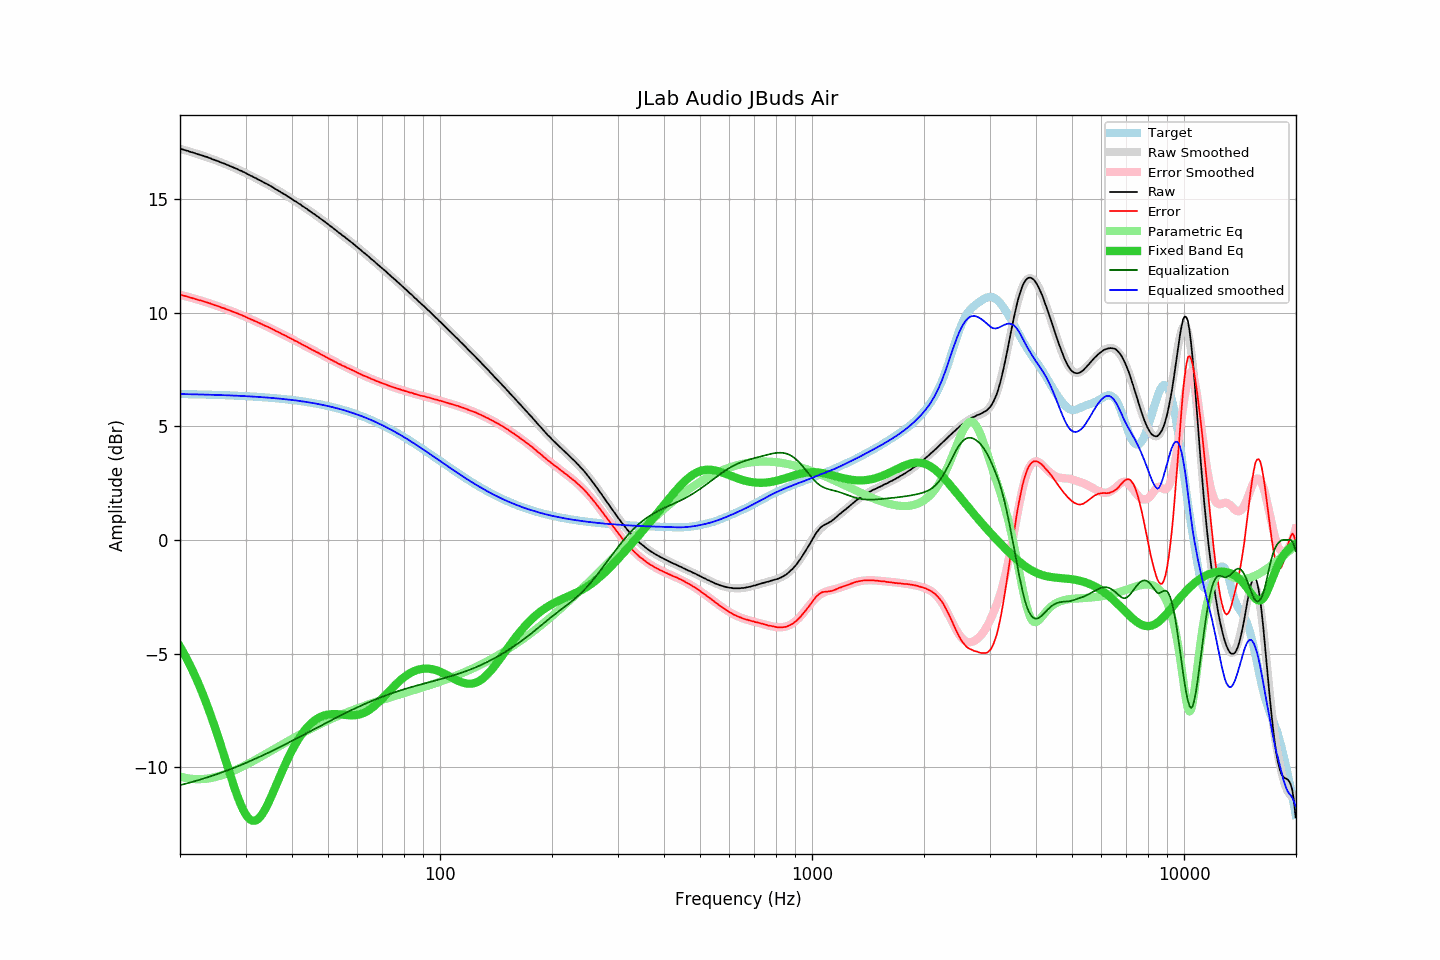 JLab Audio JBuds Air
Target
Raw Smoothed
Error Smoothed
Raw
Error
Parametric Eq
Fixed Band Eq
Equalization
Equalized smoothed
Amplitude (dBr)
15
10
5
0
−5
−10
100
1000
10000
Frequency (Hz)